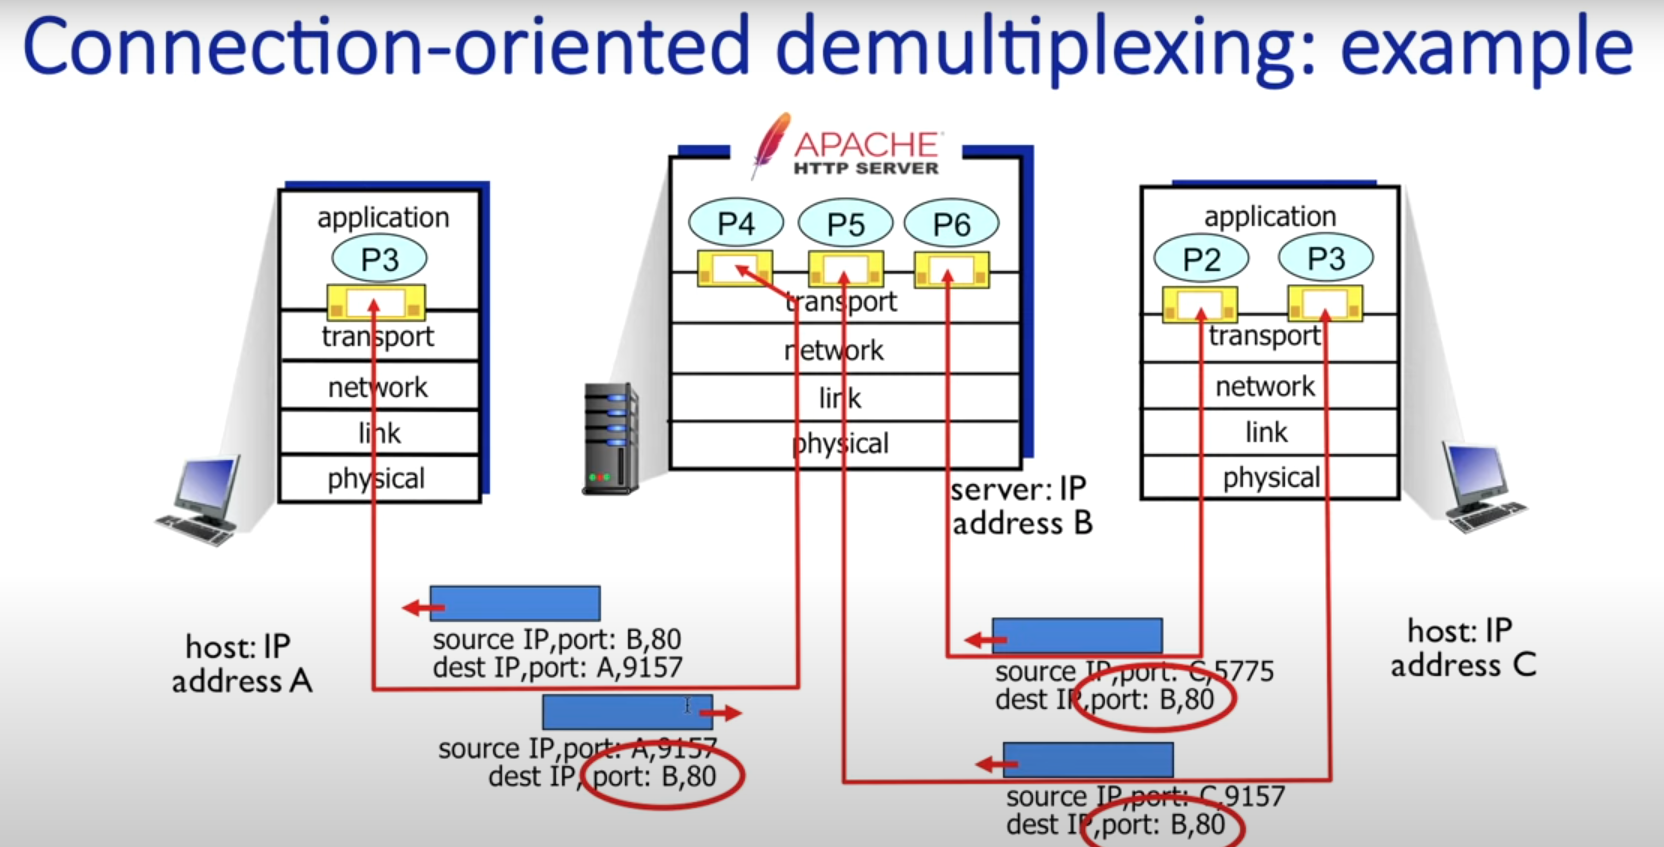 Connection-oriented demultiplexing: example
APACHE
HTTP SERVER
application
P3
transport
network
link
physical
P4
P5
P6
transport
network
link
physical
application
P2
P3
transport
network
link
physical
server: IP
address B
host: IP
address A
source IP,port: B,80
dest IP,port: A,9157
source IP,port: A,9157
dest IP, port: B,80
source IP,port: C,5775
dest IP,port: B,80
source IP,port: C,9157
dest IP,port: B,80
host: IP
address C